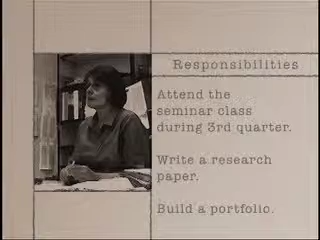 Responsibilities
Attend the
seminar class
during 3rd quarter.
Write a research
paper.
Build a portfolio.